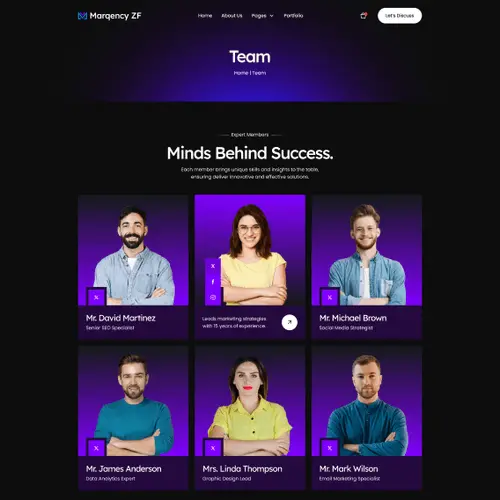 Marqency ZF
Home About Us Pages Portfolio
Let's Discuss
Team
Home | Team
Expert Members
Minds Behind Success.
Each member brings unique skills and insights to the table,
ensuring deliver innovative and effective solutions.
Mr. David Martinez
Senior SEO Specialist
Leads marketing strategies
with 15 years of experience.
Mr. Michael Brown
Social Media Strategist
Mr. James Anderson
Data Analytics Expert
Mrs. Linda Thompson
Graphic Design Lead
Mr. Mark Wilson
Email Marketing Specialist